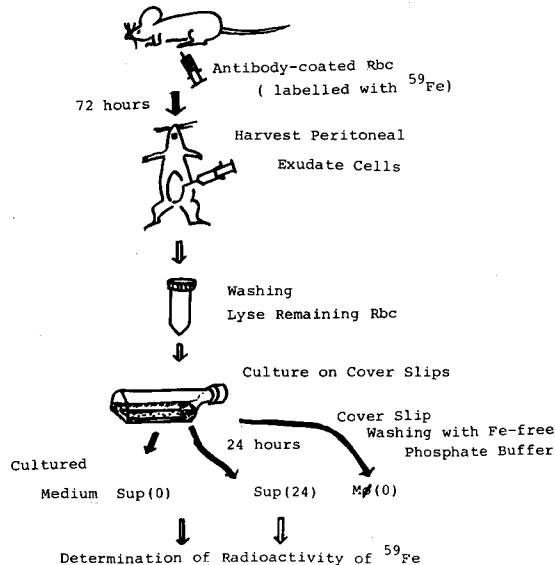 Antibody-coated Rbc
( labelled with 59Fe)
72 hours
Harvest Peritoneal
Exudate Cells
Washing
Lyse Remaining Rbc
Culture on Cover Slips
Cover Slip
Washing with Fe-free
Phosphate Buffer
24 hours
Cultured
Medium Sup(0) Sup(24) Mø(0)
Determination of Radioactivity of 59Fe